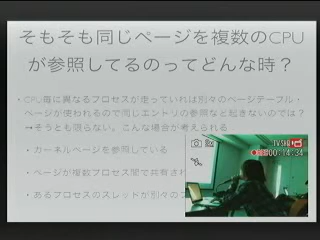 そもそも同じページを複数のCPU
が参照してるのってどんな時?
・CPU毎に異なるプロセスが走っていれば別々のページテーブル・
ページが使われるので同じエントリの参照など起きないのでは?
→そうとも限らない。こんな場合が考えられる
・カーネルページを参照している
・ページが複数プロセス間で共有され
・あるプロセスのスレッドが別々の
00:14:34